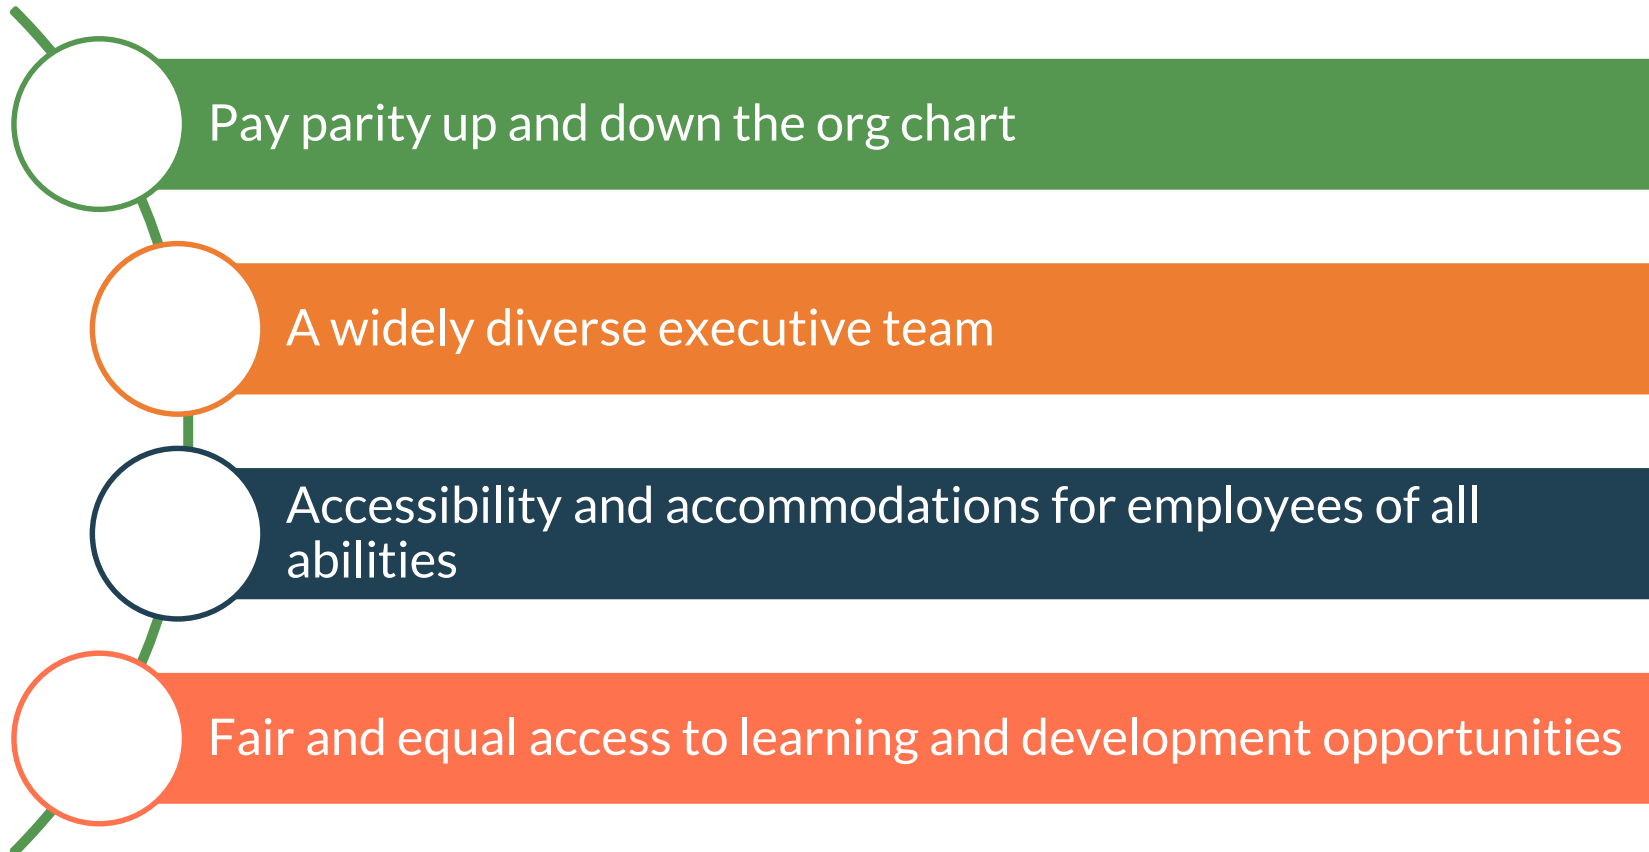 Pay parity up and down the org chart
A widely diverse executive team
Accessibility and accommodations for employees of all
abilities
Fair and equal access to learning and development opportunities